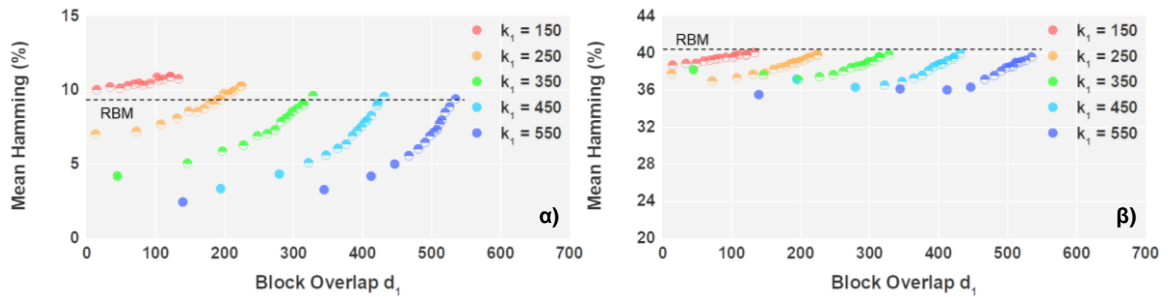 15
10
5
0
Mean Hamming (%)
RBM
k1 = 150
k1 = 250
k1 = 350
k1 = 450
k1 = 550
α)
0 100 200 300 400 500 600 700
Block Overlap d1
44
40
36
32
28
24
20
Mean Hamming (%)
RBM
k1 = 150
k1 = 250
k1 = 350
k1 = 450
k1 = 550
β)
0 100 200 300 400 500 600 700
Block Overlap d1